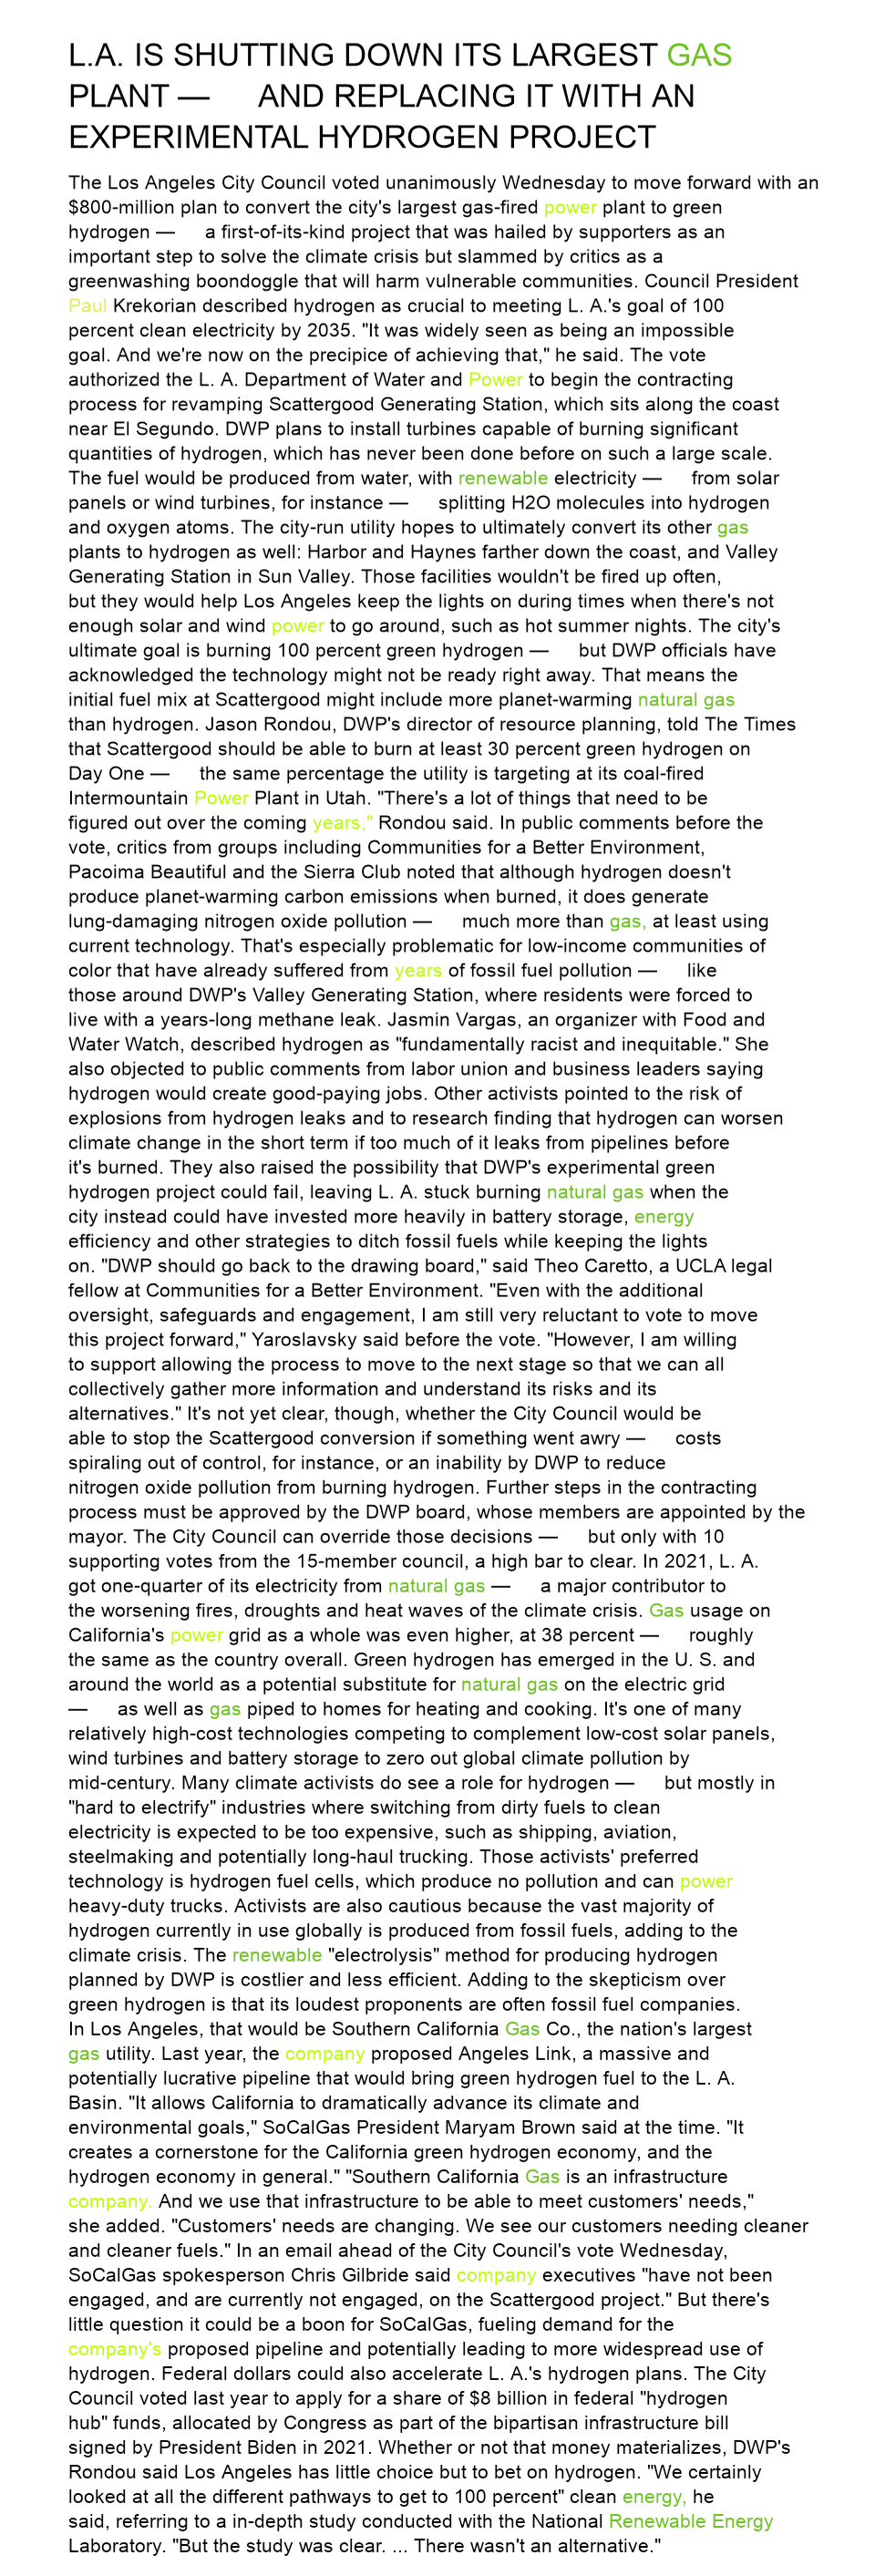 L.A. IS SHUTTING DOWN ITS LARGEST GAS
PLANT — AND REPLACING IT WITH AN
EXPERIMENTAL HYDROGEN PROJECT
The Los Angeles City Council voted unanimously Wednesday to move forward with an
$800-million plan to convert the city's largest gas-fired power plant to green
hydrogen — a first-of-its-kind project that was hailed by supporters as an
important step to solve the climate crisis but slammed by critics as a
greenwashing boondoggle that will harm vulnerable communities. Council President
Paul Krekorian described hydrogen as crucial to meeting L. A.'s goal of 100
percent clean electricity by 2035. "It was widely seen as being an impossible
goal. And we're now on the precipice of achieving that," he said. The vote
authorized the L. A. Department of Water and Power to begin the contracting
process for revamping Scattergood Generating Station, which sits along the coast
near El Segundo. DWP plans to install turbines capable of burning significant
quantities of hydrogen, which has never been done before on such a large scale.
The fuel would be produced from water, with renewable electricity — from solar
panels or wind turbines, for instance — splitting H2O molecules into hydrogen
and oxygen atoms. The city-run utility hopes to ultimately convert its other gas
plants to hydrogen as well: Harbor and Haynes farther down the coast, and Valley
Generating Station in Sun Valley. Those facilities wouldn't be fired up often,
but they would help Los Angeles keep the lights on during times when there's not
enough solar and wind power to go around, such as hot summer nights. The city's
ultimate goal is burning 100 percent green hydrogen — but DWP officials have
acknowledged the technology might not be ready right away. That means the
initial fuel mix at Scattergood might include more planet-warming natural gas
than hydrogen. Jason Rondou, DWP's director of resource planning, told The Times
that Scattergood should be able to burn at least 30 percent green hydrogen on
Day One — the same percentage the utility is targeting at its coal-fired
Intermountain Power Plant in Utah. "There's a lot of things that need to be
figured out over the coming years," Rondou said. In public comments before the
vote, critics from groups including Communities for a Better Environment,
Pacoima Beautiful and the Sierra Club noted that although hydrogen doesn't
produce planet-warming carbon emissions when burned, it does generate
lung-damaging nitrogen oxide pollution — much more than gas, at least using
current technology. That's especially problematic for low-income communities of
color that have already suffered from years of fossil fuel pollution — like
those around DWP's Valley Generating Station, where residents were forced to
live with a years-long methane leak. Jasmin Vargas, an organizer with Food and
Water Watch, described hydrogen as "fundamentally racist and inequitable." She
also objected to public comments from labor union and business leaders saying
hydrogen would create good-paying jobs. Other activists pointed to the risk of
explosions from hydrogen leaks and to research finding that hydrogen can worsen
climate change in the short term if too much of it leaks from pipelines before
it's burned. They also raised the possibility that DWP's experimental green
hydrogen project could fail, leaving L. A. stuck burning natural gas when the
city instead could have invested more heavily in battery storage, energy
efficiency and other strategies to ditch fossil fuels while keeping the lights
on. "DWP should go back to the drawing board," said Theo Caretto, a UCLA legal
fellow at Communities for a Better Environment. "Even with the additional
oversight, safeguards and engagement, I am still very reluctant to vote to move
this project forward," Yaroslavsky said before the vote. "However, I am willing
to support allowing the process to move to the next stage so that we can all
collectively gather more information and understand its risks and its
alternatives." It's not yet clear, though, whether the City Council would be
able to stop the Scattergood conversion if something went awry — costs
spiraling out of control, for instance, or an inability by DWP to reduce
nitrogen oxide pollution from burning hydrogen. Further steps in the contracting
process must be approved by the DWP board, whose members are appointed by the
mayor. The City Council can override those decisions — but only with 10
supporting votes from the 15-member council, a high bar to clear. In 2021, L. A.
got one-quarter of its electricity from natural gas — a major contributor to
the worsening fires, droughts and heat waves of the climate crisis. Gas usage on
California's power grid as a whole was even higher, at 38 percent — roughly
the same as the country overall. Green hydrogen has emerged in the U. S. and
around the world as a potential substitute for natural gas on the electric grid
— as well as gas piped to homes for heating and cooking. It's one of many
relatively high-cost technologies competing to complement low-cost solar panels,
wind turbines and battery storage to zero out global climate pollution by
mid-century. Many climate activists do see a role for hydrogen — but mostly in
"hard to electrify" industries where switching from dirty fuels to clean
electricity is expected to be too expensive, such as shipping, aviation,
steelmaking and potentially long-haul trucking. Those activists' preferred
technology is hydrogen fuel cells, which produce no pollution and can power
heavy-duty trucks. Activists are also cautious because the vast majority of
hydrogen currently in use globally is produced from fossil fuels, adding to the
climate crisis. The renewable "electrolysis" method for producing hydrogen
planned by DWP is costlier and less efficient. Adding to the skepticism over
green hydrogen is that its loudest proponents are often fossil fuel companies.
In Los Angeles, that would be Southern California Gas Co., the nation's largest
gas utility. Last year, the company proposed Angeles Link, a massive and
potentially lucrative pipeline that would bring green hydrogen fuel to the L. A.
Basin. "It allows California to dramatically advance its climate and
environmental goals," SoCalGas President Maryam Brown said at the time. "It
creates a cornerstone for the California green hydrogen economy, and the
hydrogen economy in general." "Southern California Gas is an infrastructure
company. And we use that infrastructure to be able to meet customers' needs,"
she added. "Customers' needs are changing. We see our customers needing cleaner
and cleaner fuels." In an email ahead of the City Council's vote Wednesday,
SoCalGas spokesperson Chris Gilbride said company executives "have not been
engaged, and are currently not engaged, on the Scattergood project." But there's
little question it could be a boon for SoCalGas, fueling demand for the
company's proposed pipeline and potentially leading to more widespread use of
hydrogen. Federal dollars could also accelerate L. A.'s hydrogen plans. The City
Council voted last year to apply for a share of $8 billion in federal "hydrogen
hub" funds, allocated by Congress as part of the bipartisan infrastructure bill
signed by President Biden in 2021. Whether or not that money materializes, DWP's
Rondou said Los Angeles has little choice but to bet on hydrogen. "We certainly
looked at all the different pathways to get to 100 percent" clean energy, he
said, referring to a in-depth study conducted with the National Renewable Energy
Laboratory. "But the study was clear. ... There wasn't an alternative."